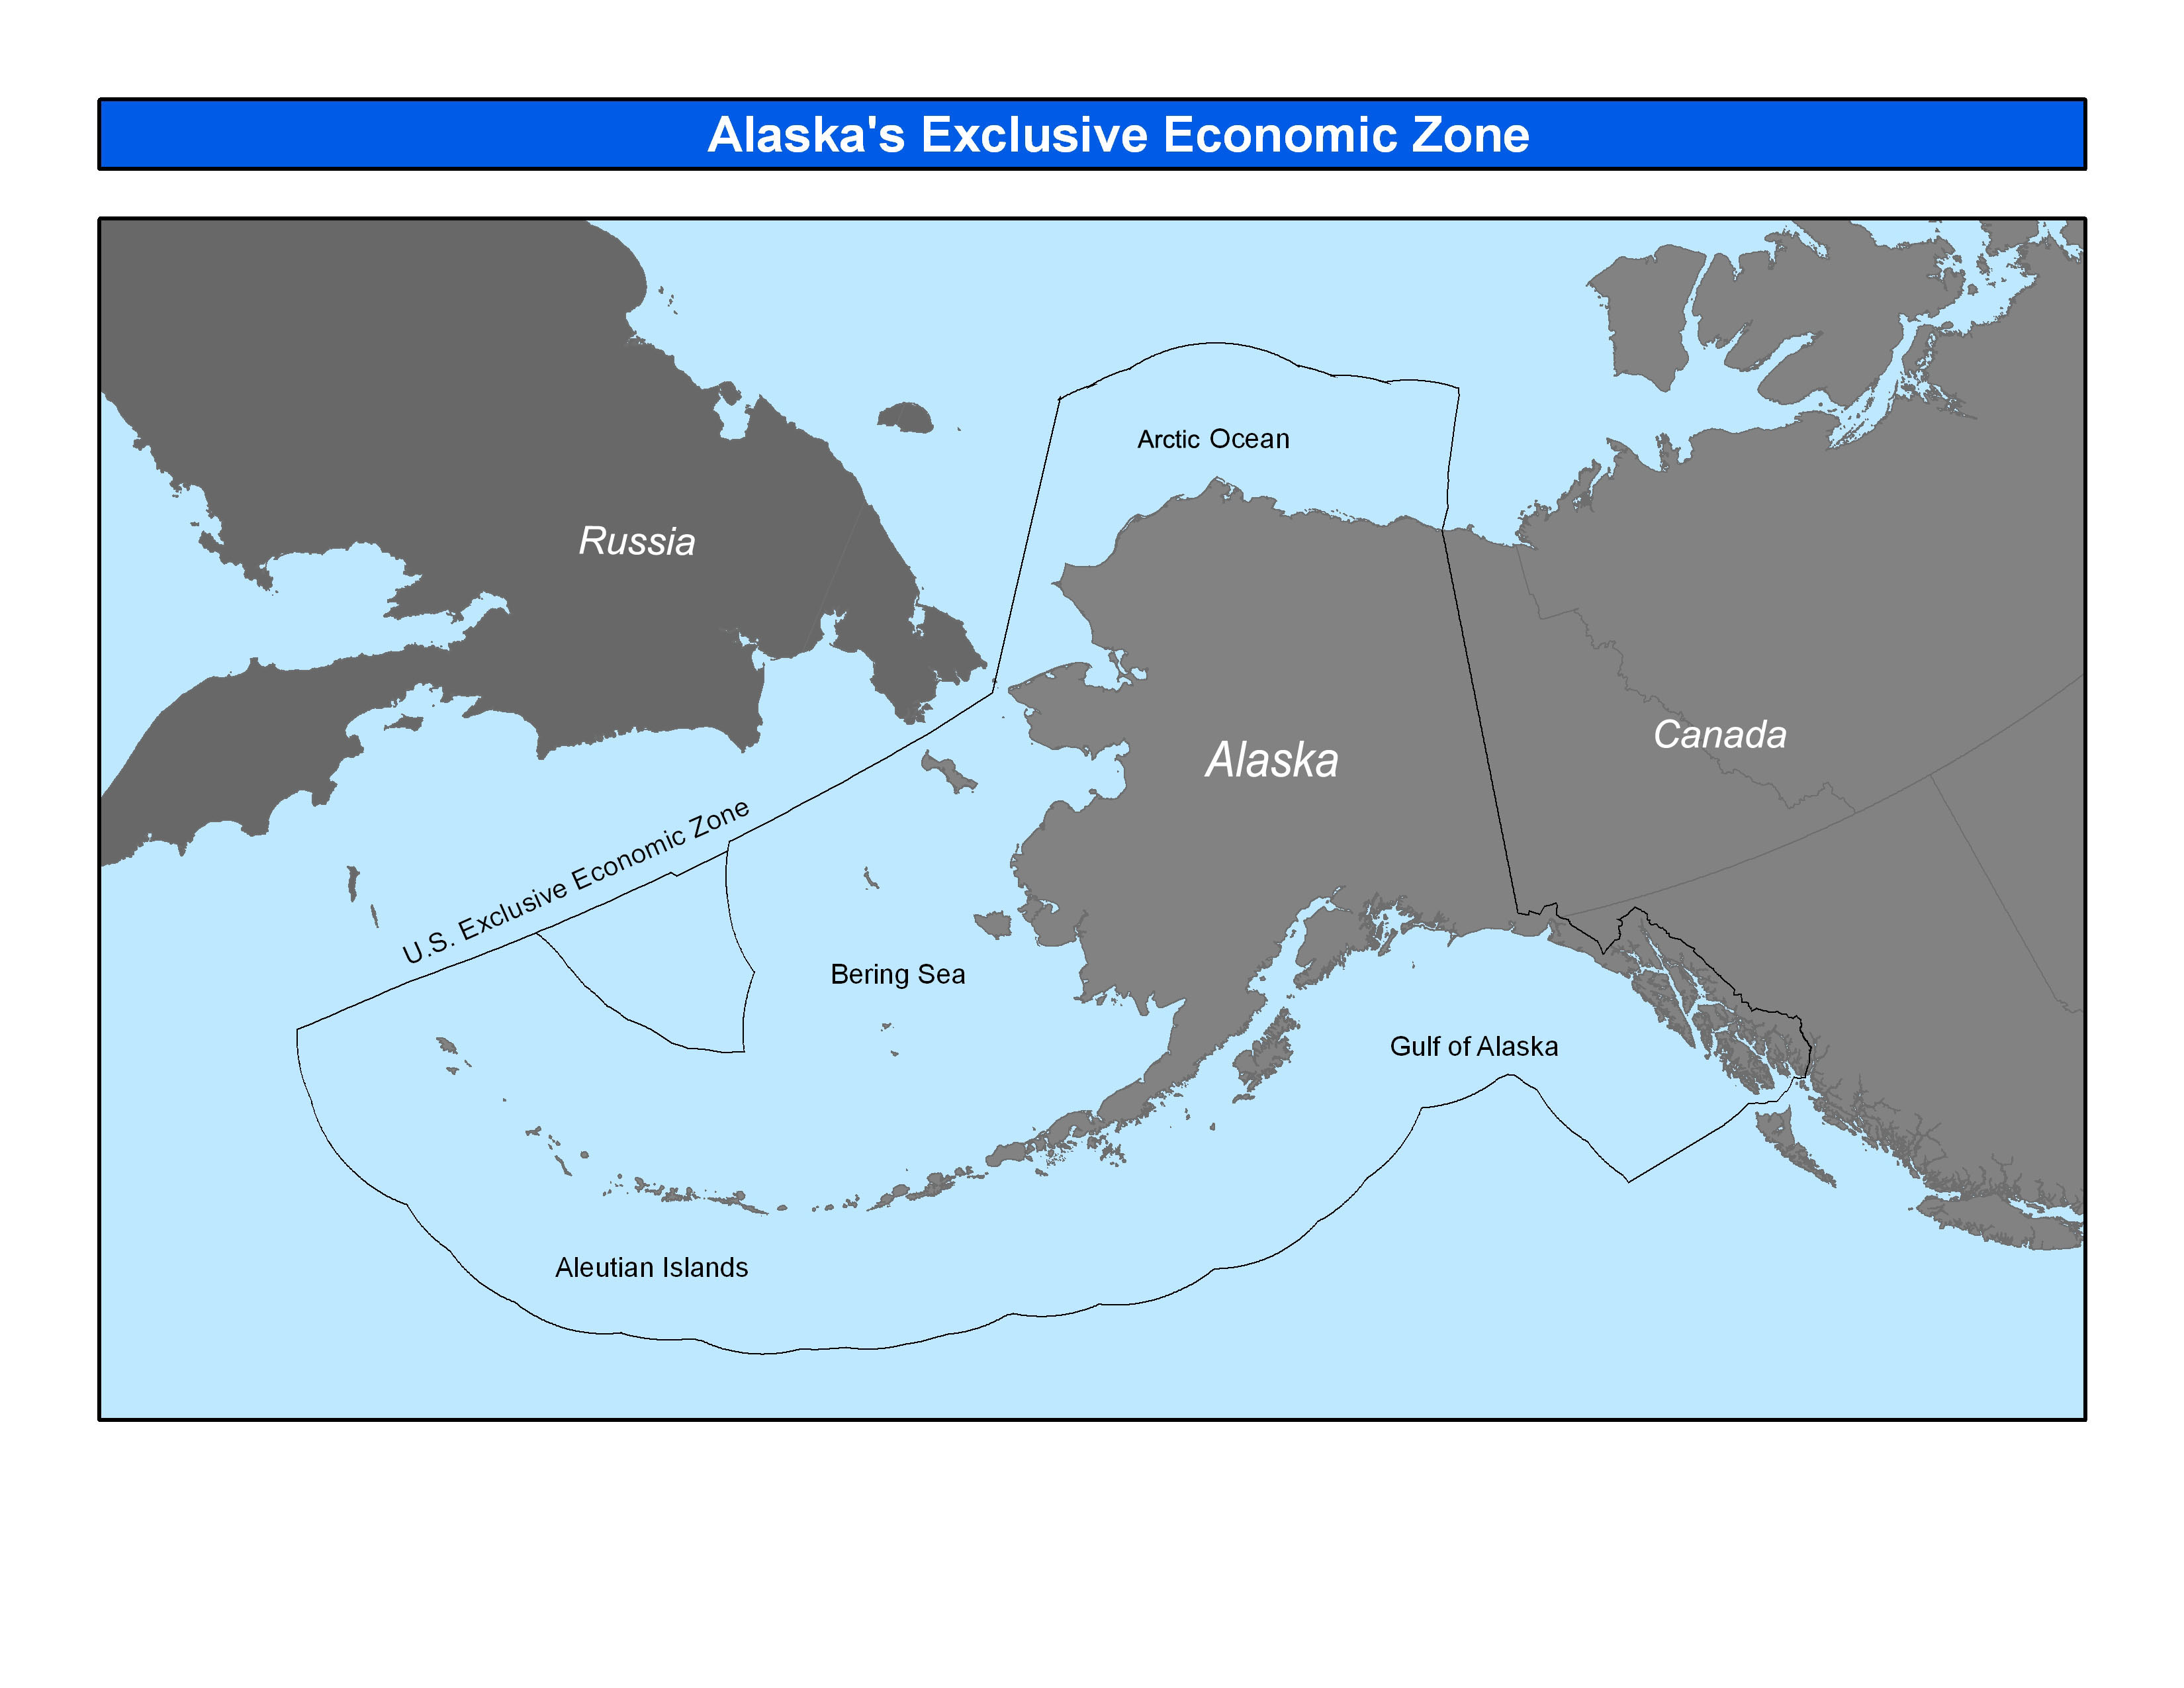 Alaska's Exclusive Economic Zone
Arctic Ocean
Russia
Canada
Alaska
U.S. Exclusive Economic Zone
Bering Sea
Gulf of Alaska
Aleutian Islands